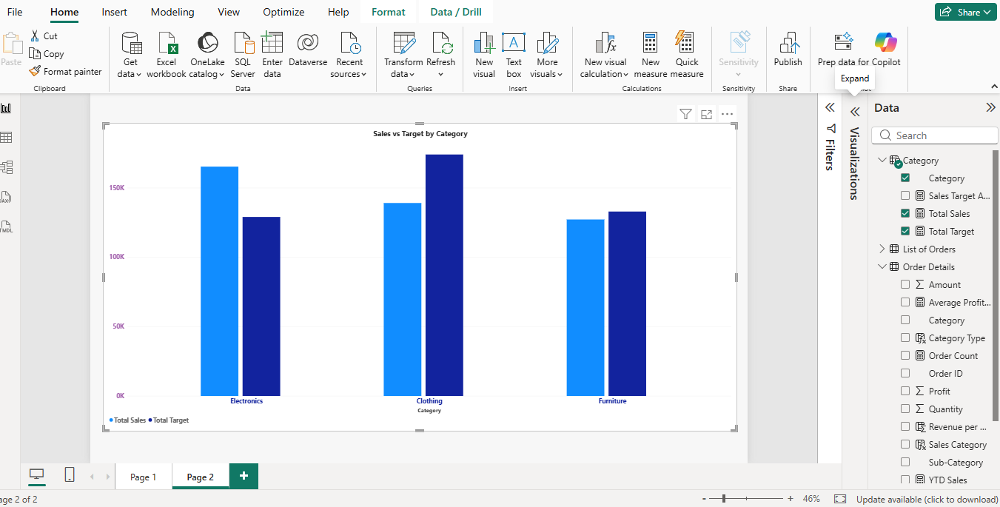 File Home Insert Modeling View Optimize Help Format Data / Drill Share
Paste
Cut
Copy
Format painter
Clipboard
Get data
Excel workbook
OneLake catalog
SQL Server
Enter data
Dataverse
Recent sources
Data
Transform data
Refresh
Queries
New visual
Text box
More visuals
Insert
New visual calculation
New measure
Quick measure
Calculations
Sensitivity
Sensitivity
Publish
Share
Prep data for
Copilot
Expand
Sales vs Target by Category
150K
100K
50K
0K
Electronics Clothing Furniture
Category
Total Sales Total Target
Filters
Visualizations
Data
Search
Category
Category
Sales Target A...
Total Sales
Total Target
List of Orders
Order Details
Amount
Average Profit...
Category
Category Type
Order Count
Order ID
Profit
Quantity
Revenue per ...
Sales Category
Sub-Category
YTD Sales
DAX
TMDL
Page 1 Page 2 +
age 2 of 2
- + 46% Update available (click to download)